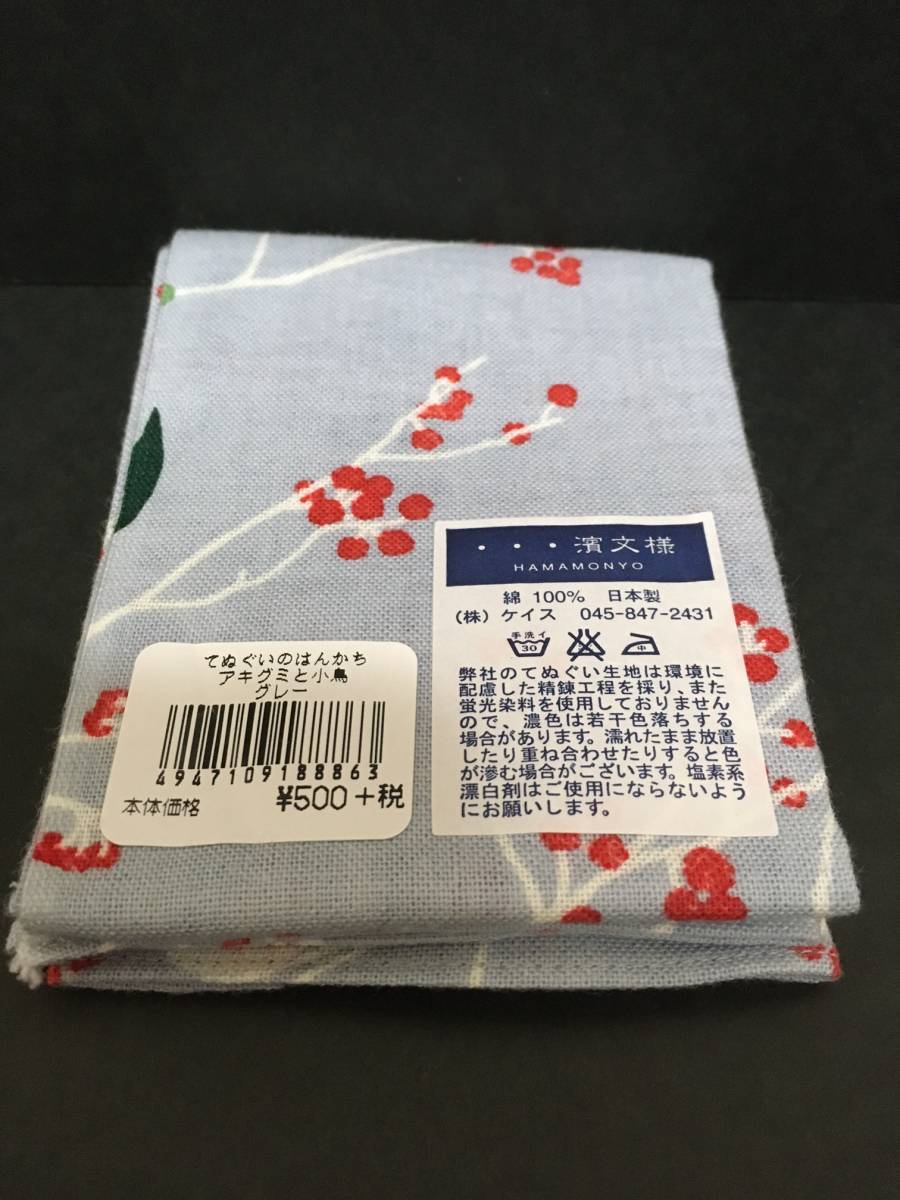 ・・・濱文様
HAMAMONYO
綿 100% 日本製
(株) ケイス 045-847-2431
手洗イ
30
中
弊社のてぬぐい生地は環境に
配慮した精錬工程を採り、また
蛍光染料を使用しておりません
ので、濃色は若干色落ちする
場合があります。濡れたまま放置
したり重ね合わせたりすると色
が滲む場合がございます。塩素系
漂白剤はご使用にならないよう
にお願いします。
てぬぐいのはんかち
アキグミと小鳥
グレー
4947109188863
本体価格 ¥500+税